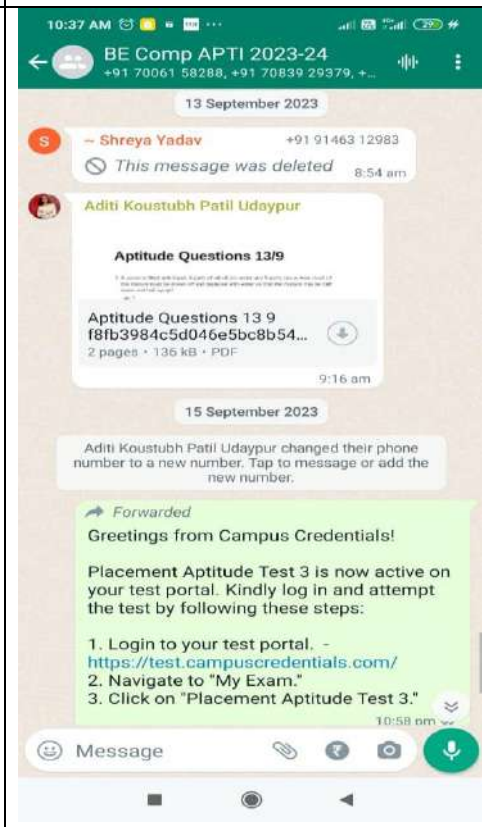 10:37 AM
29
BE Comp APTI 2023-24
+91 70061 58288, +91 70839 29379, +...
13 September 2023
S
~ Shreya Yadav +91 91463 12983
This message was deleted
8:54 am
Aditi Koustubh Patil Udaypur
Aptitude Questions 13/9
Aptitude Questions 13 9
f8fb3984c5d046e5bc8b54...
2 pages • 136 kB • PDF
9:16 am
15 September 2023
Aditi Koustubh Patil Udaypur changed their phone
number to a new number. Tap to message or add the
new number.
Forwarded
Greetings from Campus Credentials!
Placement Aptitude Test 3 is now active on
your test portal. Kindly log in and attempt
the test by following these steps:
1. Login to your test portal. -
https://test.campuscredentials.com/
2. Navigate to "My Exam."
3. Click on "Placement Aptitude Test 3."
10:58 pm
Message